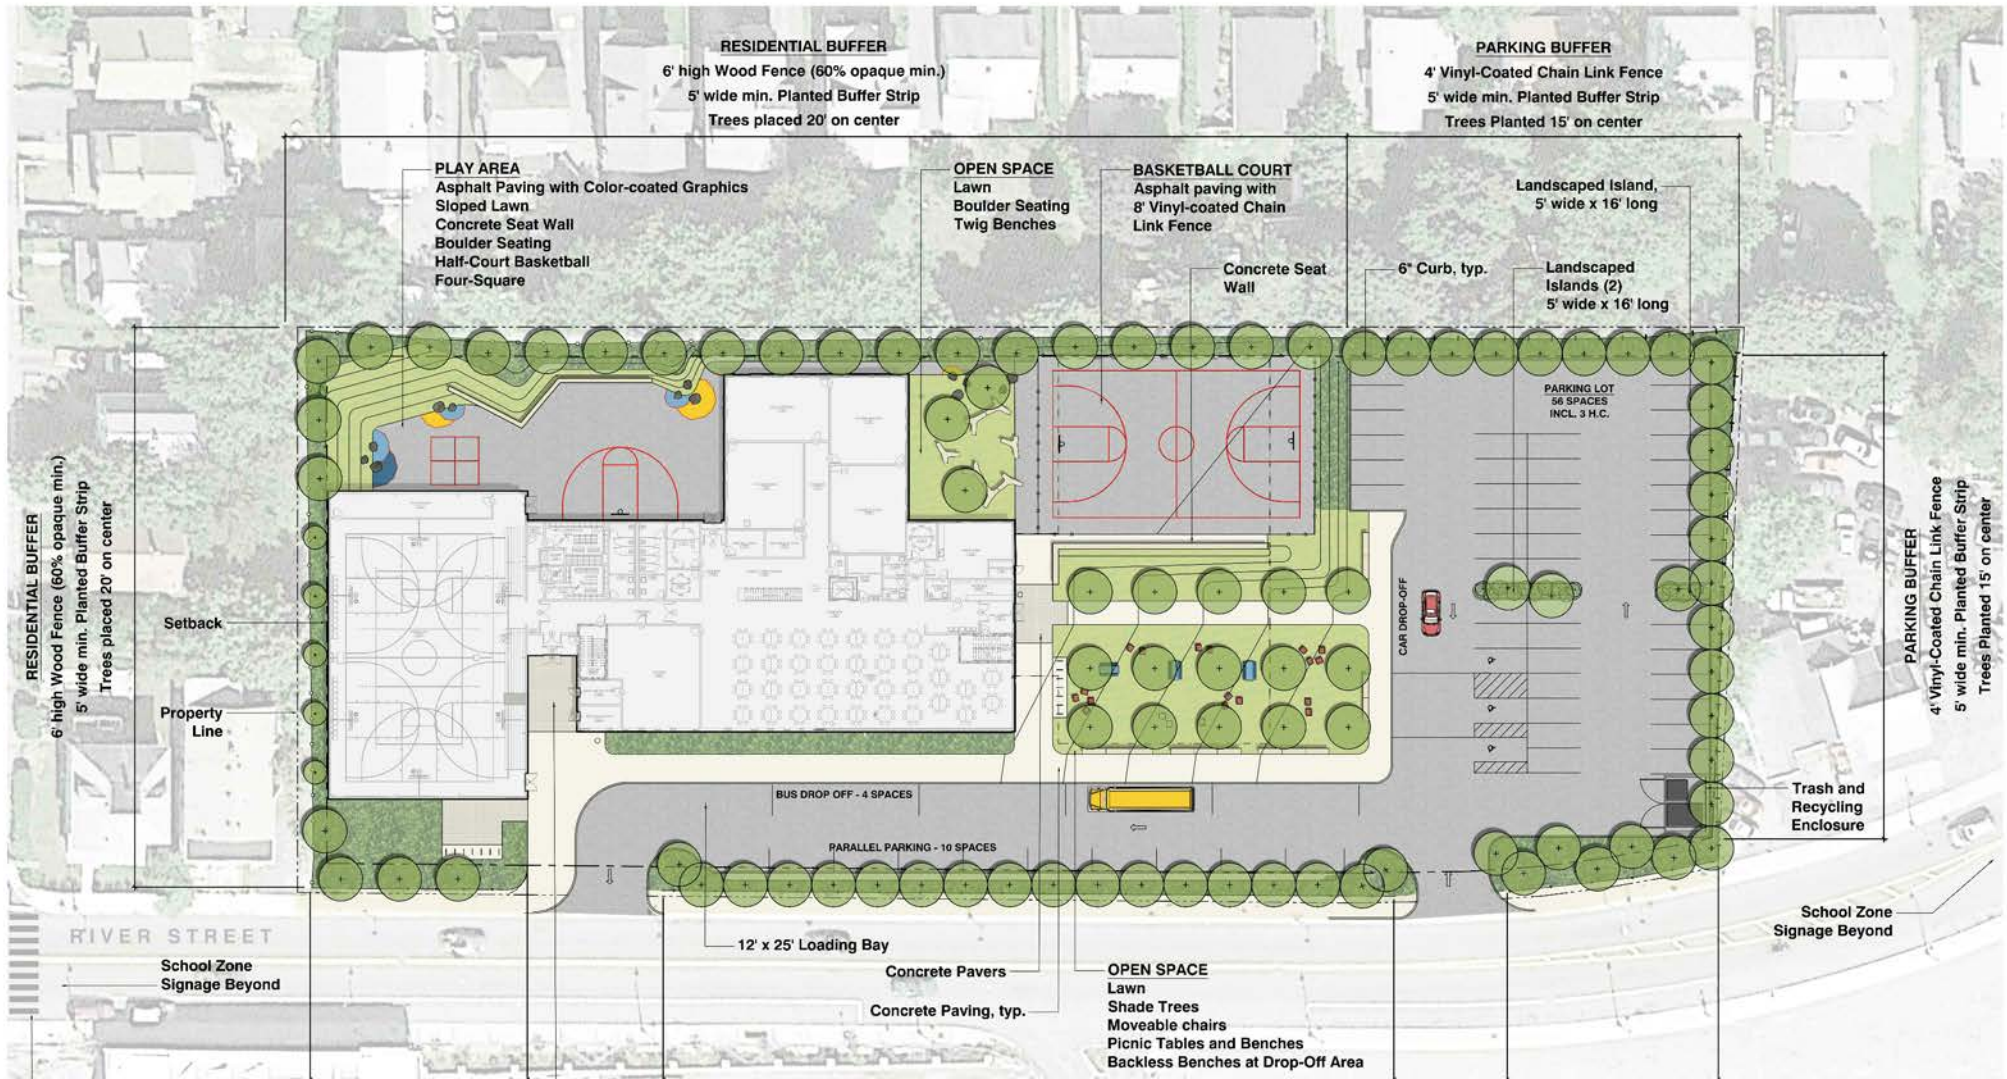 RESIDENTIAL BUFFER
6' high Wood Fence (60% opaque min.)
5' wide min. Planted Buffer Strip
Trees placed 20' on center
PARKING BUFFER
4' Vinyl-Coated Chain Link Fence
5' wide min. Planted Buffer Strip
Trees Planted 15' on center
PLAY AREA
Asphalt Paving with Color-coated Graphics
Sloped Lawn
Concrete Seat Wall
Boulder Seating
Half-Court Basketball
Four-Square
OPEN SPACE
Lawn
Boulder Seating
Twig Benches
BASKETBALL COURT
Asphalt paving with
8' Vinyl-coated Chain
Link Fence
Landscaped Island,
5' wide x 16' long
Concrete Seat
Wall
6" Curb, typ.
Landscaped
Islands (2)
5' wide x 16' long
PARKING LOT
56 SPACES
INCL. 3 H.C.
RESIDENTIAL BUFFER
6' high Wood Fence (60% opaque min.)
5' wide min. Planted Buffer Strip
Trees placed 20' on center
Setback
Property
Line
CAR DROP-OFF
PARKING BUFFER
4' Vinyl-Coated Chain Link Fence
5' wide min. Planted Buffer Strip
Trees Planted 15' on center
BUS DROP OFF - 4 SPACES
PARALLEL PARKING - 10 SPACES
Trash and
Recycling
Enclosure
RIVER STREET
School Zone
Signage Beyond
12' x 25' Loading Bay
Concrete Pavers
Concrete Paving, typ.
OPEN SPACE
Lawn
Shade Trees
Moveable chairs
Picnic Tables and Benches
Backless Benches at Drop-Off Area
School Zone
Signage Beyond